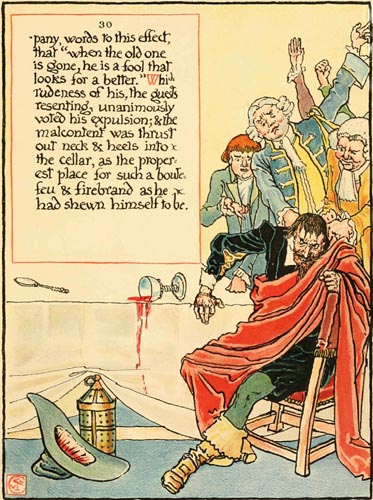 30
pany, words to this effect,
that "when the old one
is gone, he is a fool that
looks for a better." Which
rudeness of his, the guests
resenting, unanimously
voted his expulsion; & the
malcontent was thrust
out neck & heels into
the cellar, as the proper-
est place for such a boute-
feu & firebrand as he
had shewn himself to be.